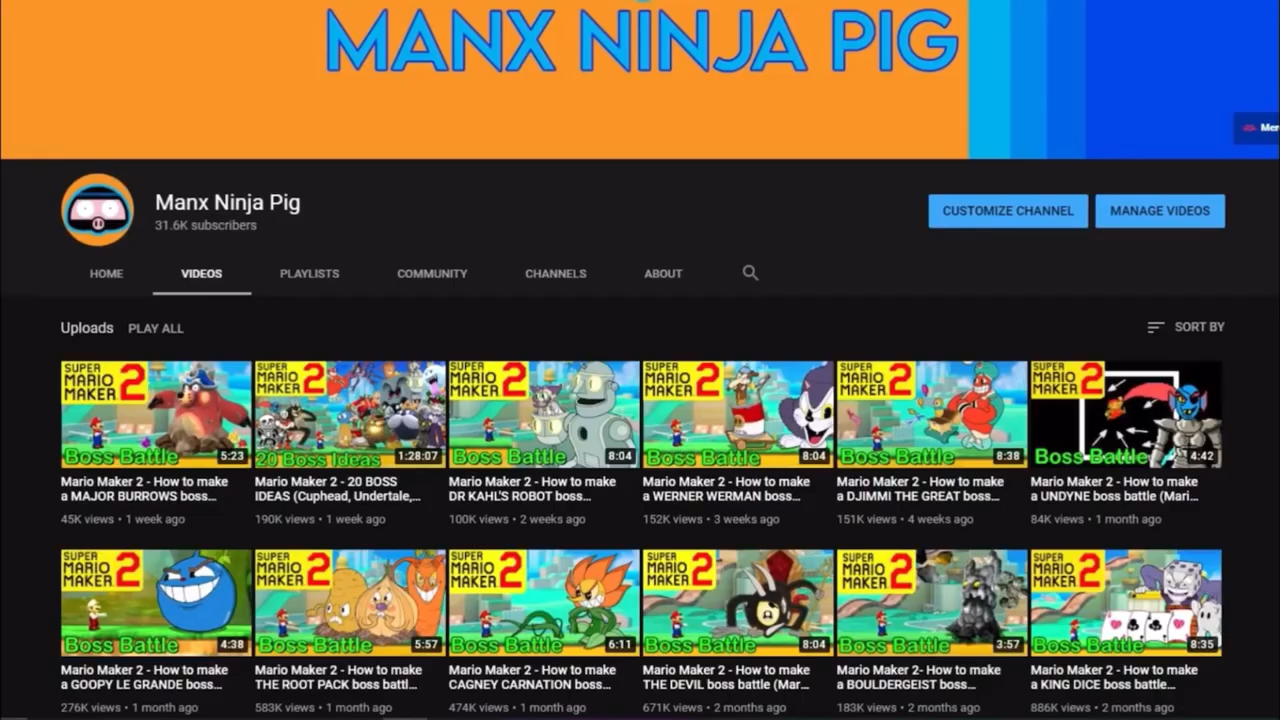 MANX NINJA PIG
Mer
Manx Ninja Pig
31.6K subscribers
CUSTOMIZE CHANNEL
MANAGE VIDEOS
HOME VIDEOS PLAYLISTS COMMUNITY CHANNELS ABOUT
Uploads PLAY ALL
SORT BY
SUPER MARIO MAKER 2
Boss Battle
5:23
SUPER MARIO MAKER 2
20 Boss Ideas
1:28:07
SUPER MARIO MAKER 2
Boss Battle
8:04
SUPER MARIO MAKER 2
Boss Battle
8:04
SUPER MARIO MAKER 2
Boss Battle
8:38
SUPER MARIO MAKER 2
Boss Battle
4:42
Mario Maker 2 - How to make
a MAJOR BURROWS boss...
45K views • 1 week ago
Mario Maker 2 - 20 BOSS
IDEAS (Cuphead, Undertale,...
190K views • 1 week ago
Mario Maker 2 - How to make
DR KAHL'S ROBOT boss...
100K views • 2 weeks ago
Mario Maker 2 - How to make
a WERNER WERMAN boss...
152K views • 3 weeks ago
Mario Maker 2 - How to make
a DJIMMI THE GREAT boss...
151K views • 4 weeks ago
Mario Maker 2 - How to make
a UNDYNE boss battle (Mari...
84K views • 1 month ago
SUPER MARIO MAKER 2
Boss Battle
4:38
SUPER MARIO MAKER 2
Boss Battle
5:57
SUPER MARIO MAKER 2
Boss Battle
6:11
SUPER MARIO MAKER 2
Boss Battle
8:04
SUPER MARIO MAKER 2
Boss Battle
3:57
SUPER MARIO MAKER 2
Boss Battle
8:35
Mario Maker 2 - How to make
a GOOPY LE GRANDE boss...
276K views • 1 month ago
Mario Maker 2 - How to make
THE ROOT PACK boss battl...
583K views • 1 month ago
Mario Maker 2 - How to make
CAGNEY CARNATION boss...
474K views • 1 month ago
Mario Maker 2 - How to make
THE DEVIL boss battle (Mar...
671K views • 2 months ago
Mario Maker 2 - How to make
a BOULDERGEIST boss...
183K views • 2 months ago
Mario Maker 2 - How to make
a KING DICE boss battle...
886K views • 2 months ago